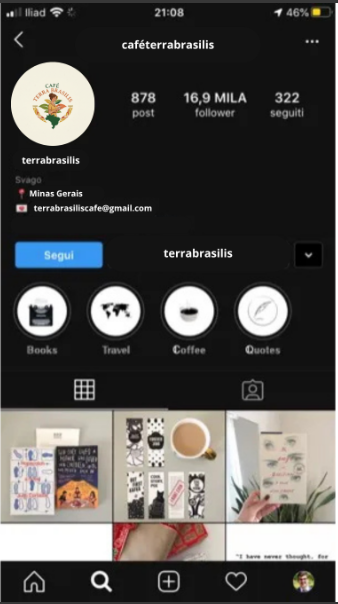 Iliad
21:08
46%
caféterrabrasilis
CAFÉ
TERRA BRASILIS
878
16,9 MILA
322
post
follower
seguiti
terrabrasilis
Svago
Minas Gerais
terrabrasiliscafe@gmail.com
Segui
terrabrasilis
Books
Travel
Coffee
Quotes
"I have never thought, for